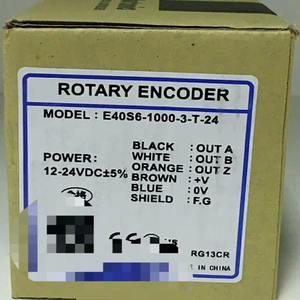 ROTARY ENCODER
MODEL : E40S6-1000-3-T-24
POWER:
12-24VDC±5%
BLACK :OUT A
WHITE :OUT B
ORANGE :OUT Z
BROWN :+V
BLUE :0V
SHIELD :F.G
RG13CR
IN CHINA